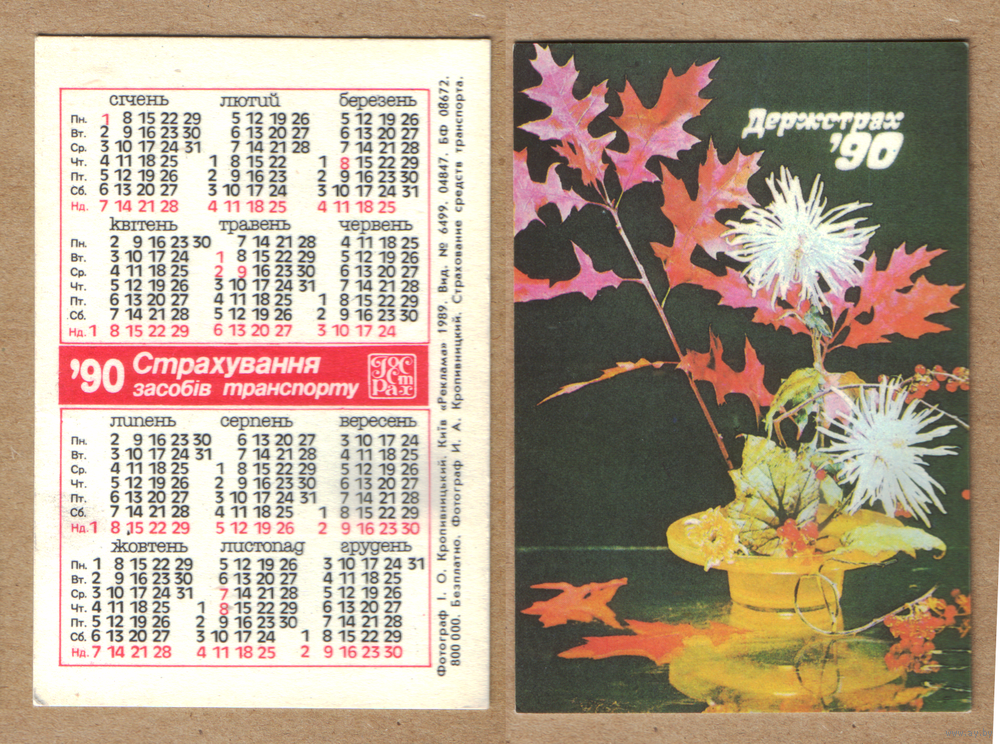 січень лютий березень
Пн. 1 8 15 22 29 5 12 19 26 5 12 19 26
Вт. 2 9 16 23 30 6 13 20 27 6 13 20 27
Ср. 3 10 17 24 31 7 14 21 28 7 14 21 28
Чт. 4 11 18 25 1 8 15 22 1 8 15 22 29
Пт. 5 12 19 26 2 9 16 23 2 9 16 23 30
Сб. 6 13 20 27 3 10 17 24 3 10 17 24 31
Нд. 7 14 21 28 4 11 18 25 4 11 18 25
квітень травень червень
Пн. 2 9 16 23 30 7 14 21 28 4 11 18 25
Вт. 3 10 17 24 1 8 15 22 29 5 12 19 26
Ср. 4 11 18 25 2 9 16 23 30 6 13 20 27
Чт. 5 12 19 26 3 10 17 24 31 7 14 21 28
Пт. 6 13 20 27 4 11 18 25 1 8 15 22 29
Сб. 7 14 21 28 5 12 19 26 2 9 16 23 30
Нд. 1 8 15 22 29 6 13 20 27 3 10 17 24
'90 Страхування
засобів транспорту
Гос
ст
рах
липень серпень вересень
Пн. 2 9 16 23 30 6 13 20 27 3 10 17 24
Вт. 3 10 17 24 31 7 14 21 28 4 11 18 25
Ср. 4 11 18 25 1 8 15 22 29 5 12 19 26
Чт. 5 12 19 26 2 9 16 23 30 6 13 20 27
Пт. 6 13 20 27 3 10 17 24 31 7 14 21 28
Сб. 7 14 21 28 4 11 18 25 1 8 15 22 29
Нд. 1 8 15 22 29 5 12 19 26 2 9 16 23 30
жовтень листопад грудень
Пн. 1 8 15 22 29 5 12 19 26 3 10 17 24 31
Вт. 2 9 16 23 30 6 13 20 27 4 11 18 25
Ср. 3 10 17 24 31 7 14 21 28 5 12 19 26
Чт. 4 11 18 25 1 8 15 22 29 6 13 20 27
Пт. 5 12 19 26 2 9 16 23 30 7 14 21 28
Сб. 6 13 20 27 3 10 17 24 1 8 15 22 29
Нд. 7 14 21 28 4 11 18 25 2 9 16 23 30
Фотограф І. О. Кропивницький. Київ «Реклама» 1989. Вид. № 6499. 04847. БФ 08672.
800 000. Безплатно. Фотограф И. А. Кропивницкий. Страхование средств транспорта.
Держстрах
'90